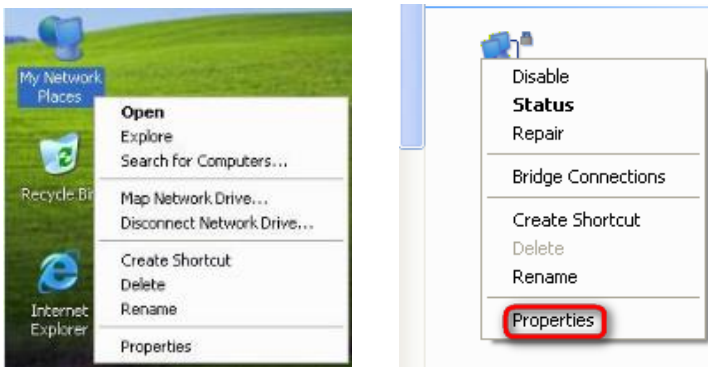 My Network
Places
Open
Explore
Search for Computers...
Recycle Bi
Map Network Drive...
Disconnect Network Drive...
Create Shortcut
Delete
Internet
Explorer
Rename
Properties
Disable
Status
Repair
Bridge Connections
Create Shortcut
Delete
Rename
Properties